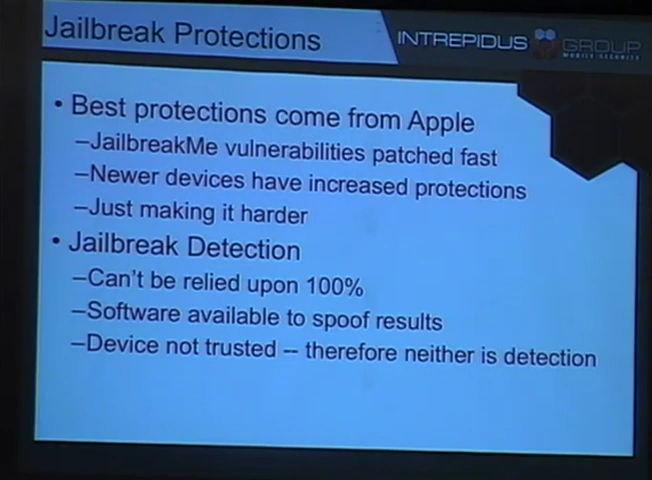 Jailbreak Protections
INTREPIDUS GROUP
MOBILE SECURITY
• Best protections come from Apple
–JailbreakMe vulnerabilities patched fast
–Newer devices have increased protections
–Just making it harder
• Jailbreak Detection
–Can't be relied upon 100%
–Software available to spoof results
–Device not trusted -- therefore neither is detection